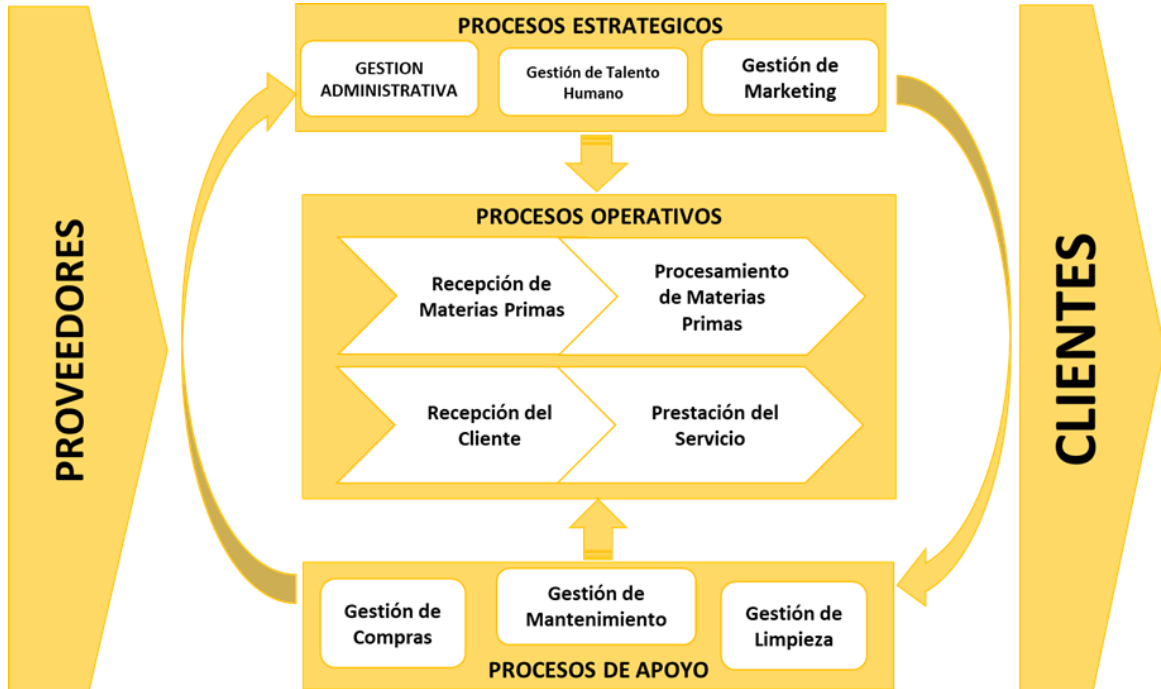 PROVEEDORES
PROCESOS ESTRATEGICOS
GESTION
ADMINISTRATIVA
Gestión de Talento
Humano
Gestión de
Marketing
PROCESOS OPERATIVOS
Recepción de
Materias Primas
Procesamiento
de Materias
Primas
Recepción del
Cliente
Prestación del
Servicio
Gestión de
Compras
Gestión de
Mantenimiento
Gestión de
Limpieza
PROCESOS DE APOYO
CLIENTES